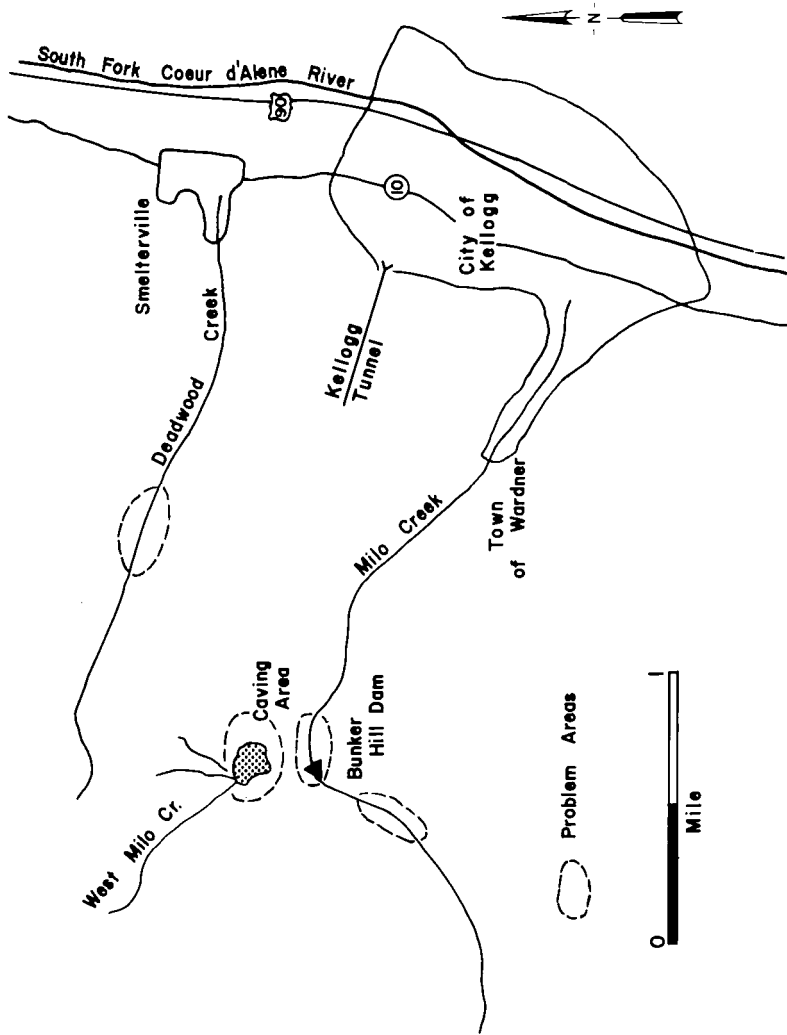 South Fork Coeur d'Alene River
90
N
Smelterville
10
City of
Kellogg
Deadwood Creek
Kellogg
Tunnel
Milo Creek
Town
of Wardner
Caving
Area
West Milo Cr.
Bunker
Hill Dam
Problem Areas
0
1
Mile